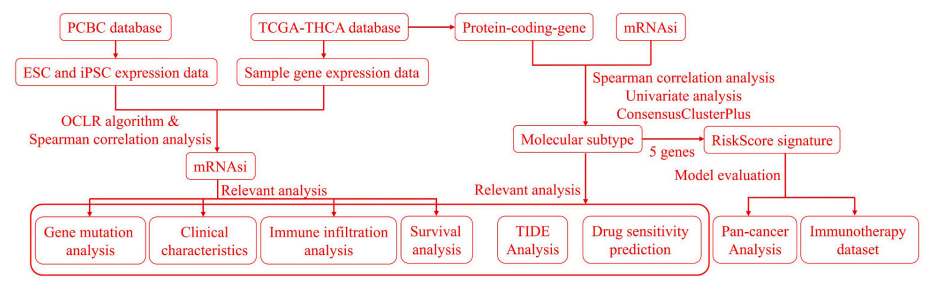 PCBC database
TCGA-THCA database
Protein-coding-gene
mRNAsi
ESC and iPSC expression data
Sample gene expression data
Spearman correlation analysis
Univariate analysis
ConsensusClusterPlus
OCLR algorithm &
Spearman correlation analysis
Molecular subtype
5 genes
RiskScore signature
mRNAsi
Relevant analysis
Relevant analysis
Model evaluation
Gene mutation
analysis
Clinical
characteristics
Immune infiltration
analysis
Survival
analysis
TIDE
Analysis
Drug sensitivity
prediction
Pan-cancer
Analysis
Immunotherapy
dataset